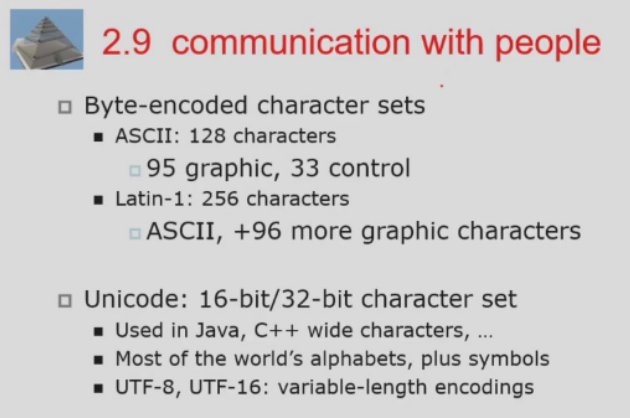 2.9 communication with people
Byte-encoded character sets
ASCII: 128 characters
95 graphic, 33 control
Latin-1: 256 characters
ASCII, +96 more graphic characters
Unicode: 16-bit/32-bit character set
Used in Java, C++ wide characters, ...
Most of the world's alphabets, plus symbols
UTF-8, UTF-16: variable-length encodings